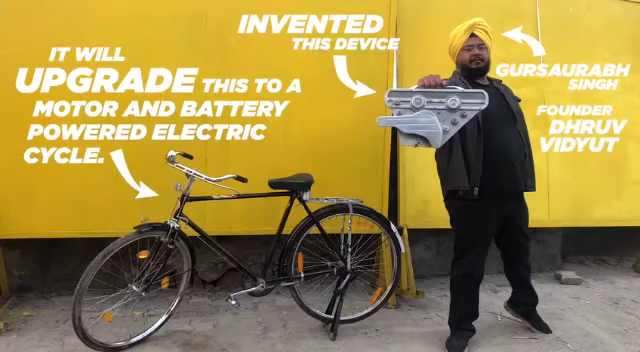 IT WILL
UPGRADE THIS TO A
MOTOR AND BATTERY
POWERED ELECTRIC
CYCLE.
INVENTED
THIS DEVICE
GURSAURABH
SINGH
FOUNDER
DHRUV
VIDYUT